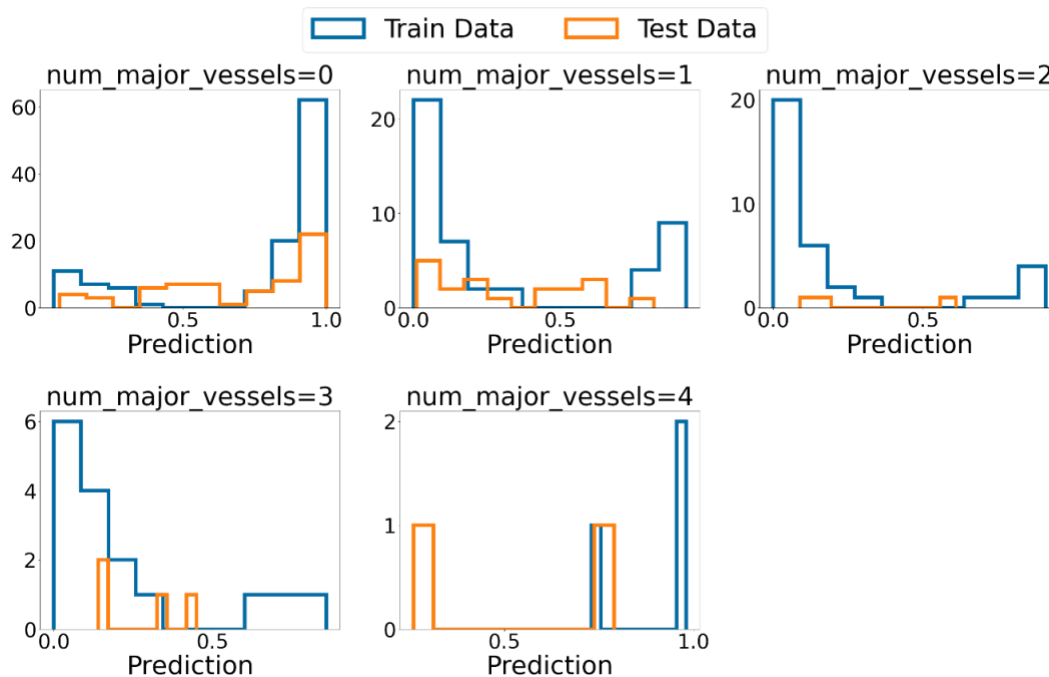 Train Data
Test Data
num_major_vessels=0
num_major_vessels=1
num_major_vessels=2
60
40
20
0
0.5
1.0
Prediction
20
10
0
0.0
0.5
Prediction
20
10
0
0.0
0.5
Prediction
num_major_vessels=3
num_major_vessels=4
6
4
2
0
0.0
0.5
Prediction
2
1
0
0.5
1.0
Prediction